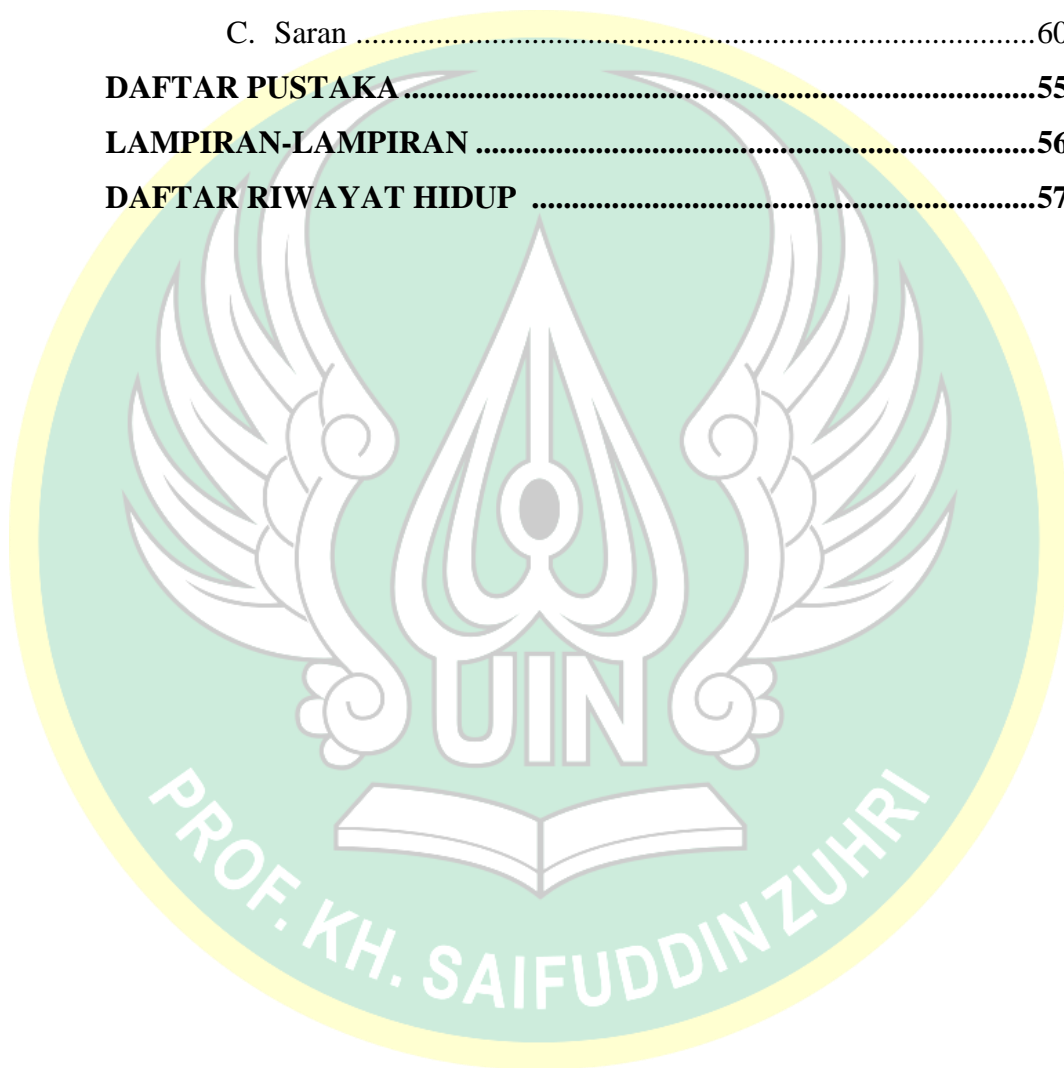 C. Saran ........................................................................................60
DAFTAR PUSTAKA....................................................................................55
LAMPIRAN-LAMPIRAN ...........................................................................56
DAFTAR RIWAYAT HIDUP ....................................................................57
UIN
PROF. KH. SAIFUDDIN ZUHRI